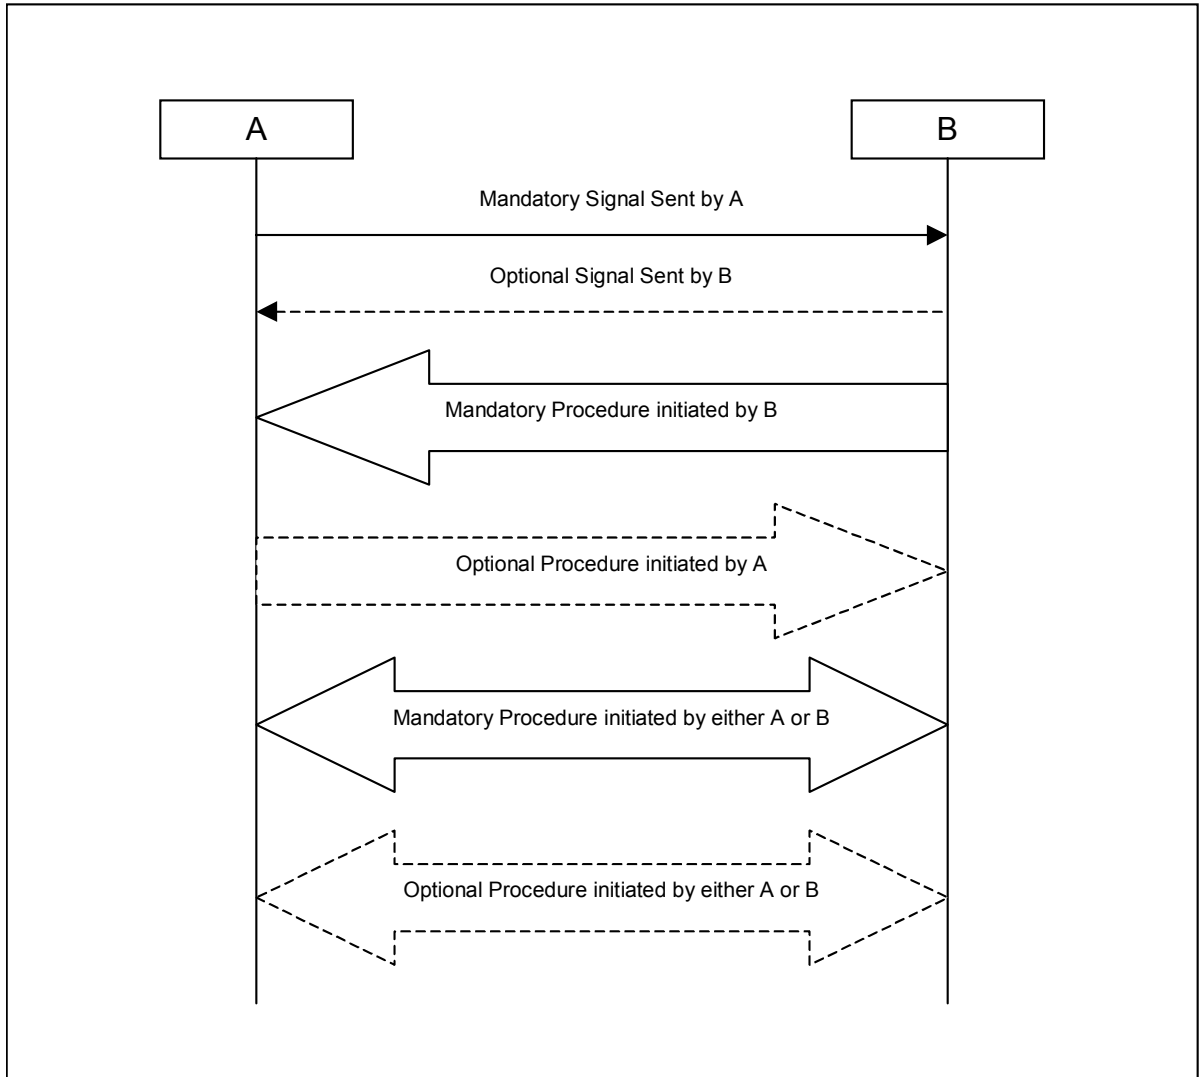 A
B
Mandatory Signal Sent by A
Optional Signal Sent by B
Mandatory Procedure initiated by B
Optional Procedure initiated by A
Mandatory Procedure initiated by either A or B
Optional Procedure initiated by either A or B